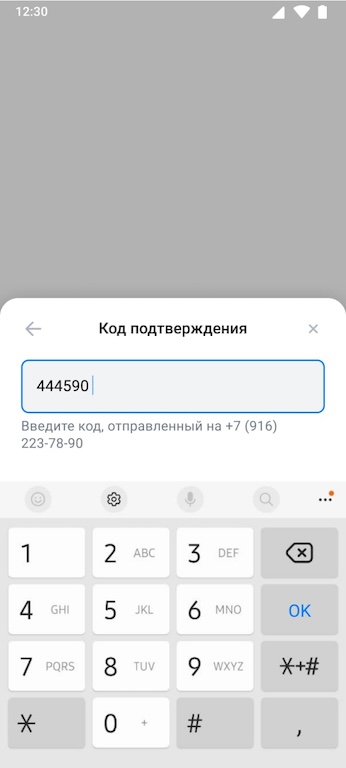 12:30
Код подтверждения
444590
Введите код, отправленный на +7 (916)
223-78-90
1 2 ABC 3 DEF
4 GHI 5 JKL 6 MNO OK
7 PQRS 8 TUV 9 WXYZ *+#
* 0 + # ,